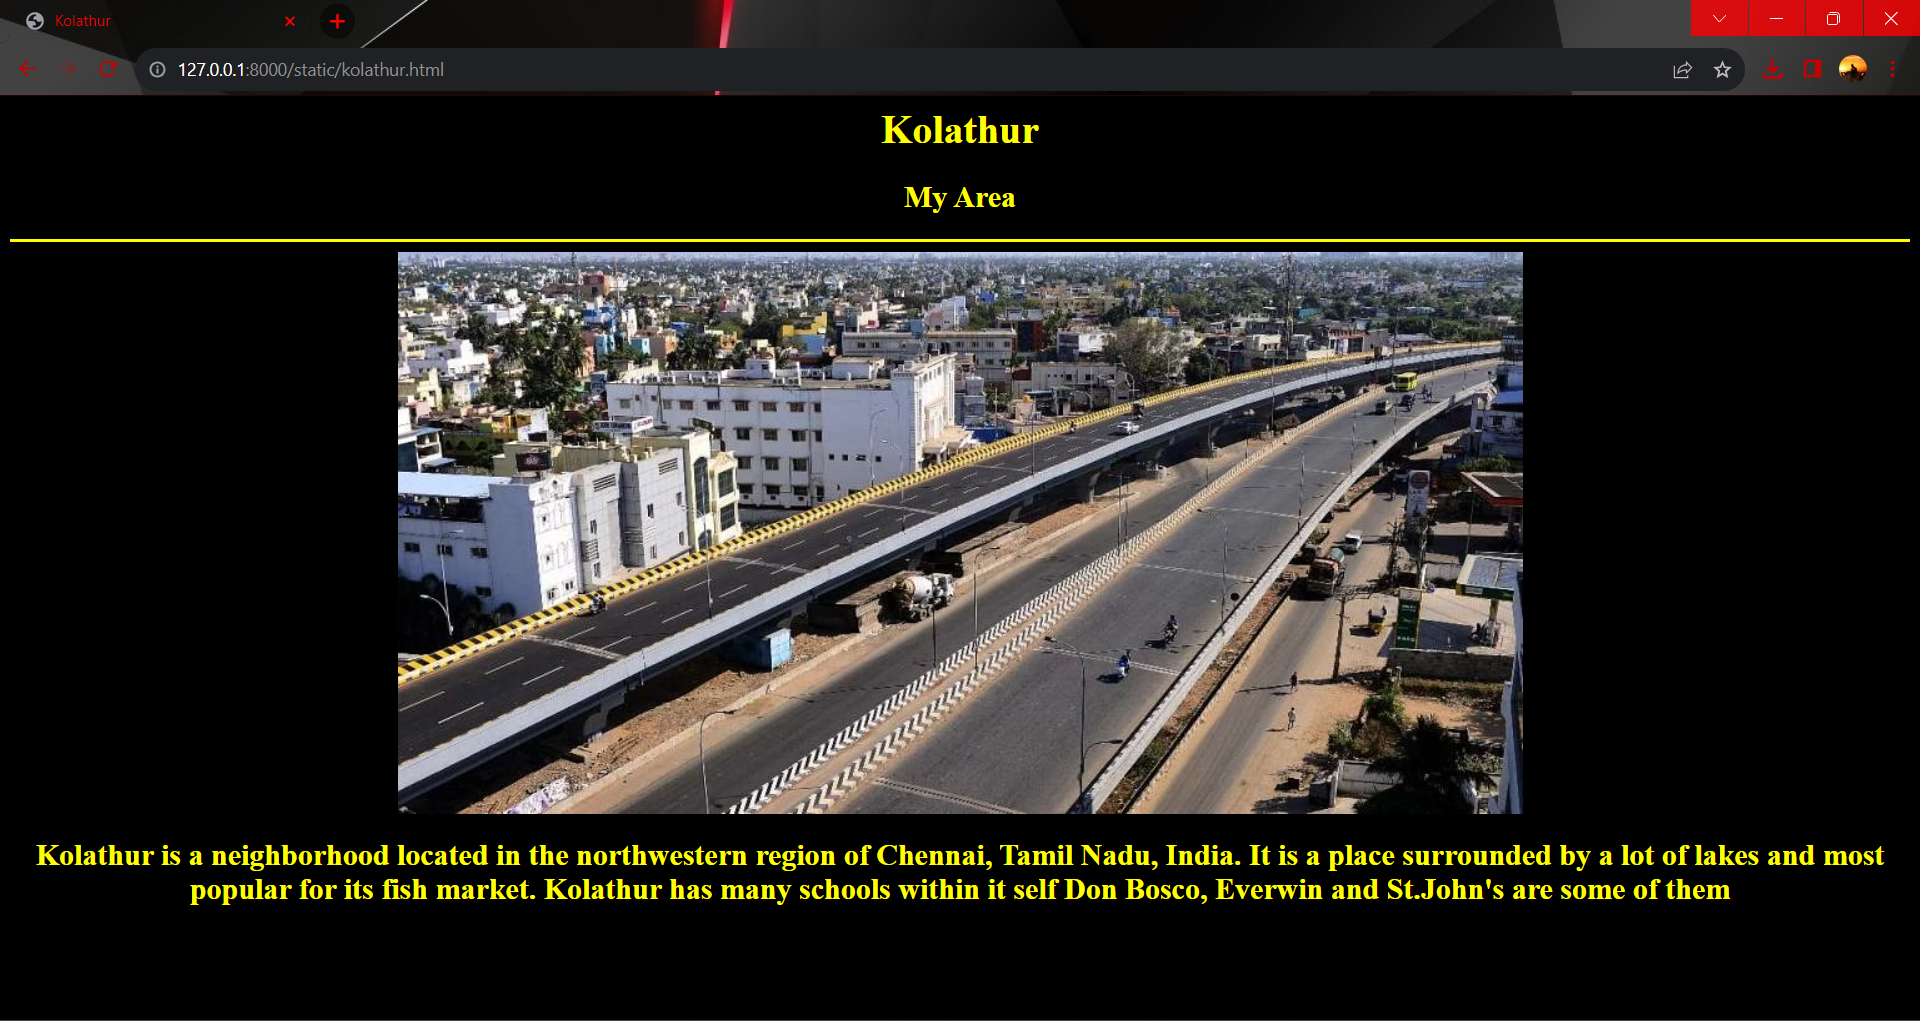 Kolathur
127.0.0.1:8000/static/kolathur.html
Kolathur
My Area
Kolathur is a neighborhood located in the northwestern region of Chennai, Tamil Nadu, India. It is a place surrounded by a lot of lakes and most
popular for its fish market. Kolathur has many schools within it self Don Bosco, Everwin and St.John's are some of them